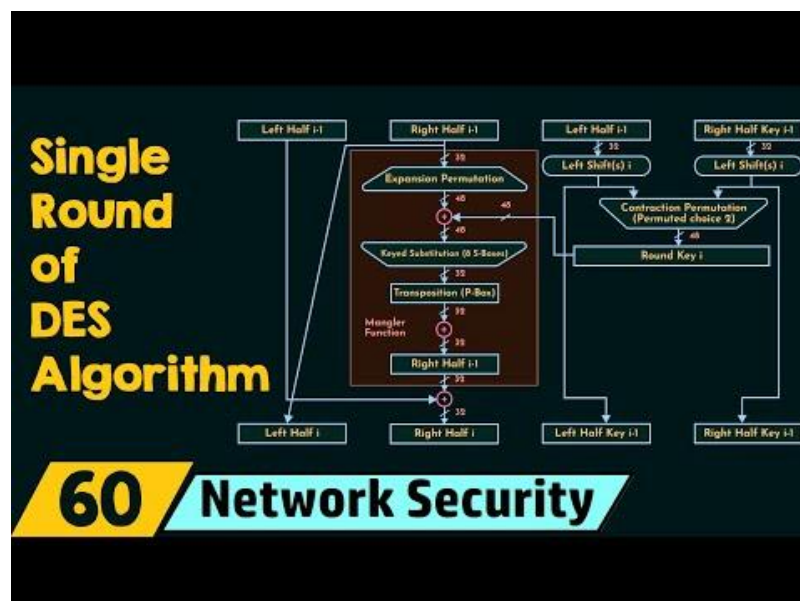 Single
Round
of
DES
Algorithm
Left Half i-1
Right Half i-1
Left Half i-1
Right Half Key i-1
32
32
32
Left Shift(s) i
Left Shift(s) i
Expansion Permutation
48
48
Contraction Permutation
(Permuted choice 2)
48
48
Round Key i
Keyed Substitution (8 S-Boxes)
32
Transposition (P-Box)
32
Mangler
Function
32
Right Half i-1
32
32
Left Half i
Right Half i
Left Half Key i-1
Right Half Key i-1
60
Network Security